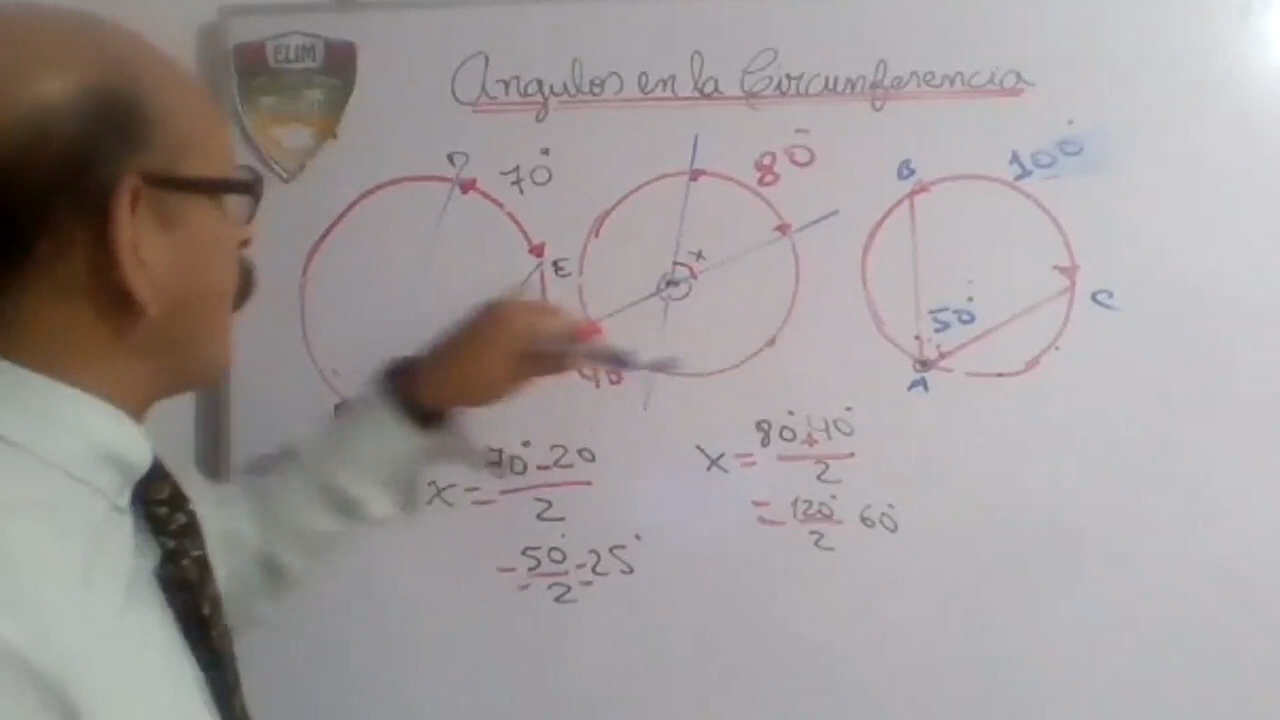 ELIM
Angulos en la Circunferencia
70°
E
80°
x
40
B
100°
50°
C
A
x = 70° - 20 / 2
= 50° / 2 = 25°
x = 80° + 40° / 2
= 120° / 2 60°